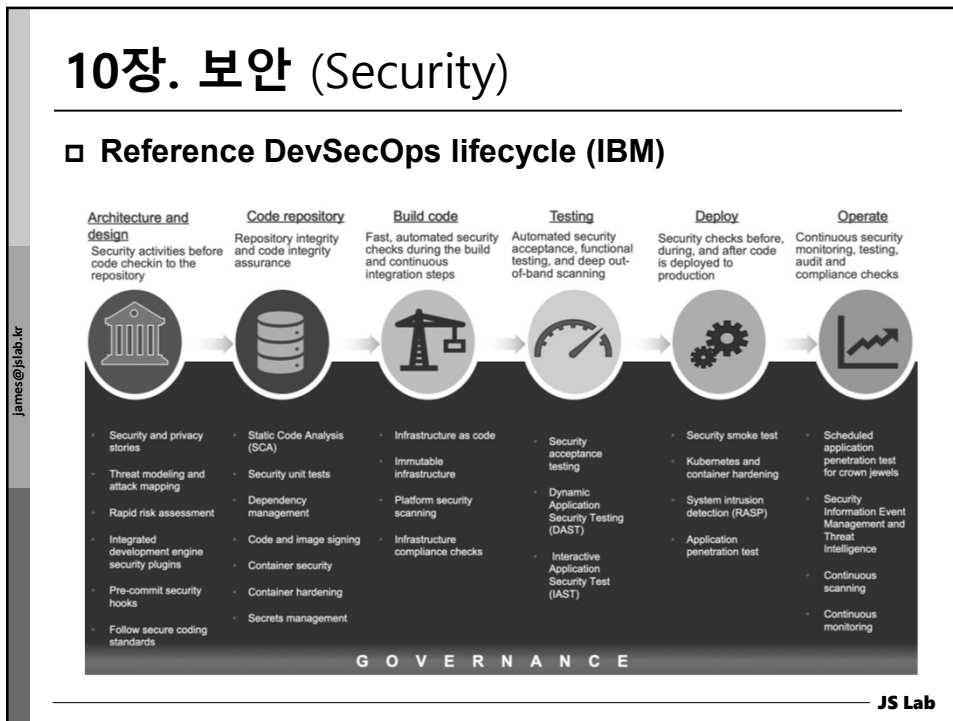 10장. 보안 (Security)
Reference DevSecOps lifecycle (IBM)
Architecture and
design
Security activities before
code checkin to the
repository
Code repository
Repository integrity
and code integrity
assurance
Build code
Fast, automated security
checks during the build
and continuous
integration steps
Testing
Automated security
acceptance, functional
testing, and deep out-
of-band scanning
Deploy
Security checks before,
during, and after code
is deployed to
production
Operate
Continuous security
monitoring, testing,
audit and
compliance checks
Security and privacy
stories
Threat modeling and
attack mapping
Rapid risk assessment
Integrated
development engine
security plugins
Pre-commit security
hooks
Follow secure coding
standards
Static Code Analysis
(SCA)
Security unit tests
Dependency
management
Code and image signing
Container security
Container hardening
Secrets management
Infrastructure as code
Immutable
infrastructure
Platform security
scanning
Infrastructure
compliance checks
Security
acceptance
testing
Dynamic
Application
Security Testing
(DAST)
Interactive
Application
Security Test
(IAST)
Security smoke test
Kubernetes and
container hardening
System intrusion
detection (RASP)
Application
penetration test
Scheduled
application
penetration test
for crown jewels
Security
Information Event
Management and
Threat
Intelligence
Continuous
scanning
Continuous
monitoring
GOVERNANCE
james@jslab.kr
JS Lab